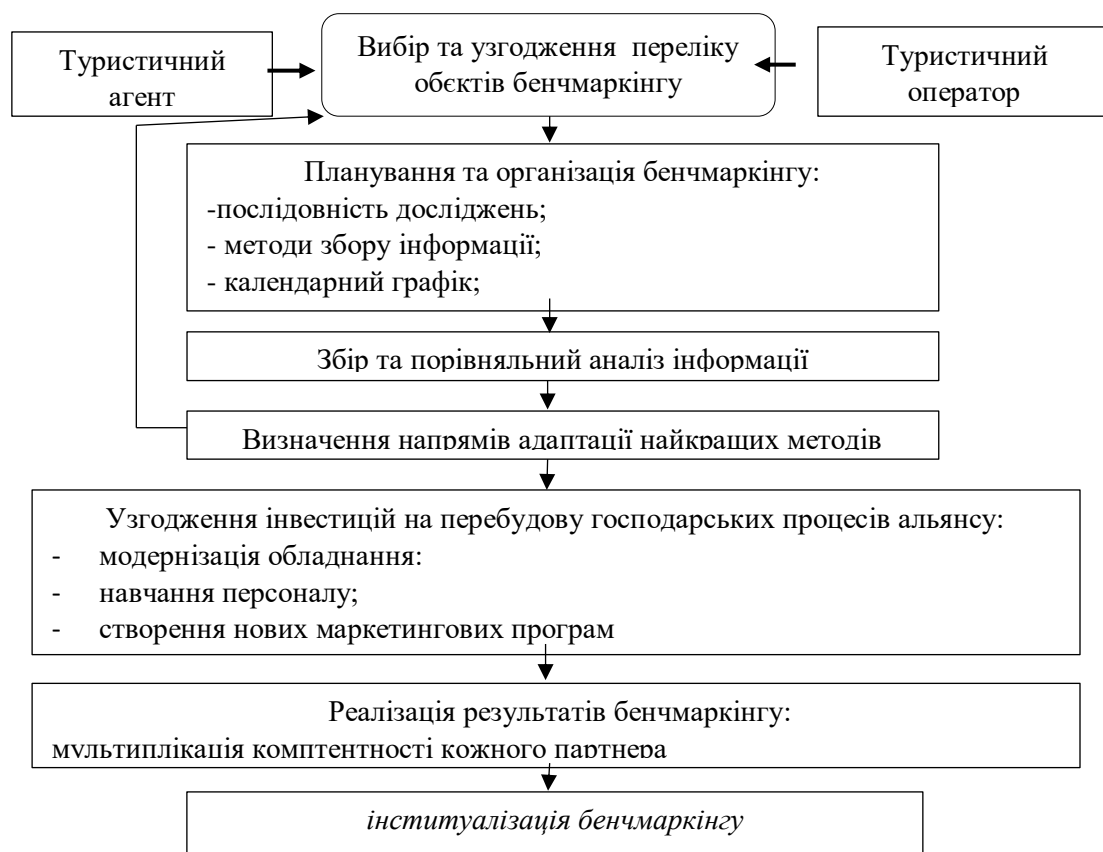 Туристичний
агент
Вибір та узгодження переліку
обєктів бенчмаркінгу
Туристичний
оператор
Планування та організація бенчмаркінгу:
-послідовність досліджень;
- методи збору інформації;
- календарний графік;
Збір та порівняльний аналіз інформації
Визначення напрямів адаптації найкращих методів
Узгодження інвестицій на перебудову господарських процесів альянсу:
- модернізація обладнання:
- навчання персоналу;
- створення нових маркетингових програм
Реалізація результатів бенчмаркінгу:
мультиплікація комптентності кожного партнера
інституалізація бенчмаркінгу